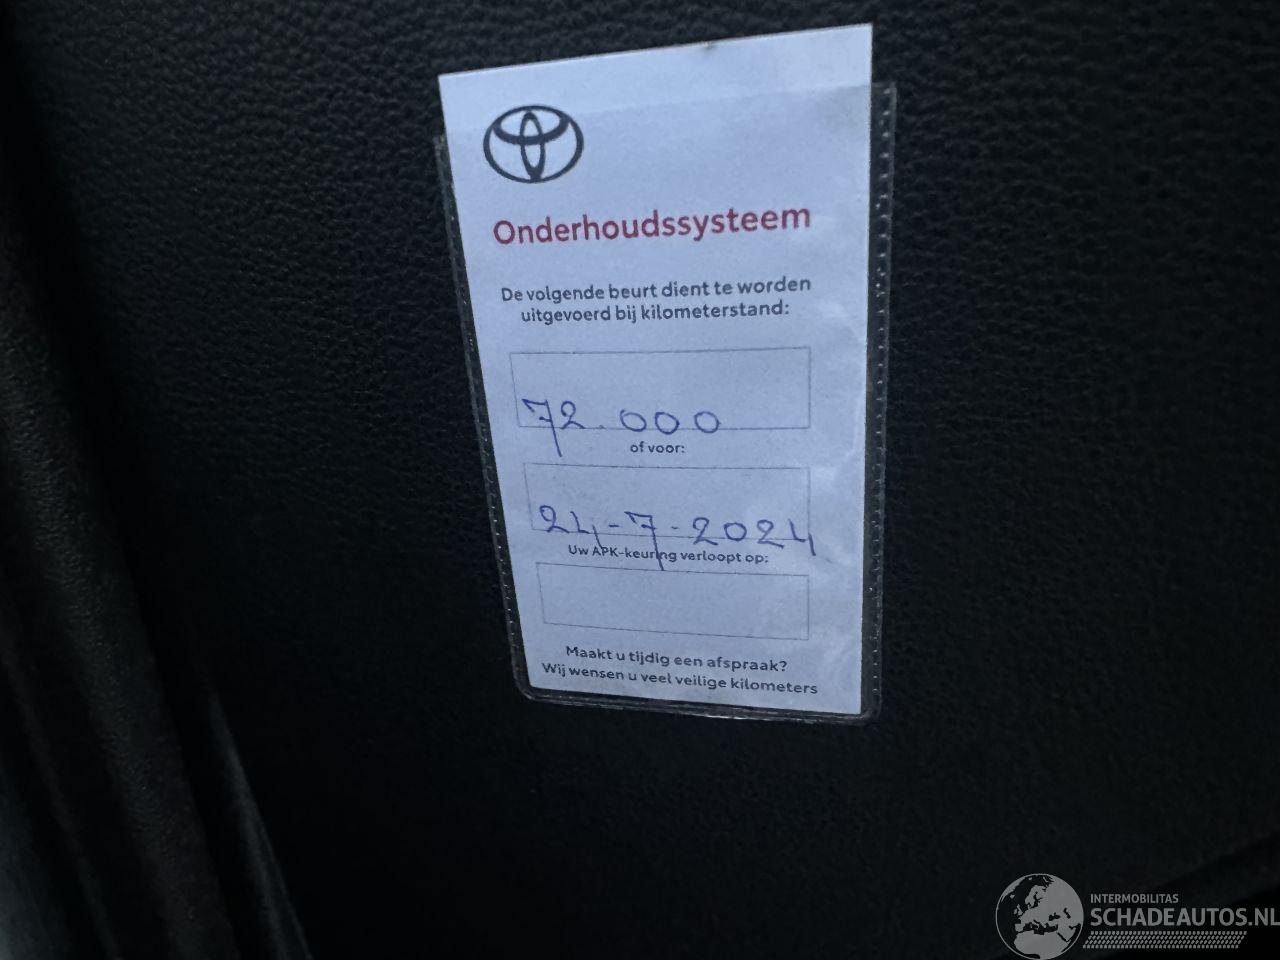 Onderhoudssysteem
De volgende beurt dient te worden
uitgevoerd bij kilometerstand:
72.000
of voor:
24-7-2024
Uw APK-keuring verloopt op:
Maakt u tijdig een afspraak?
Wij wensen u veel veilige kilometers
INTERMOBILITAS
SCHADEAUTOS.NL